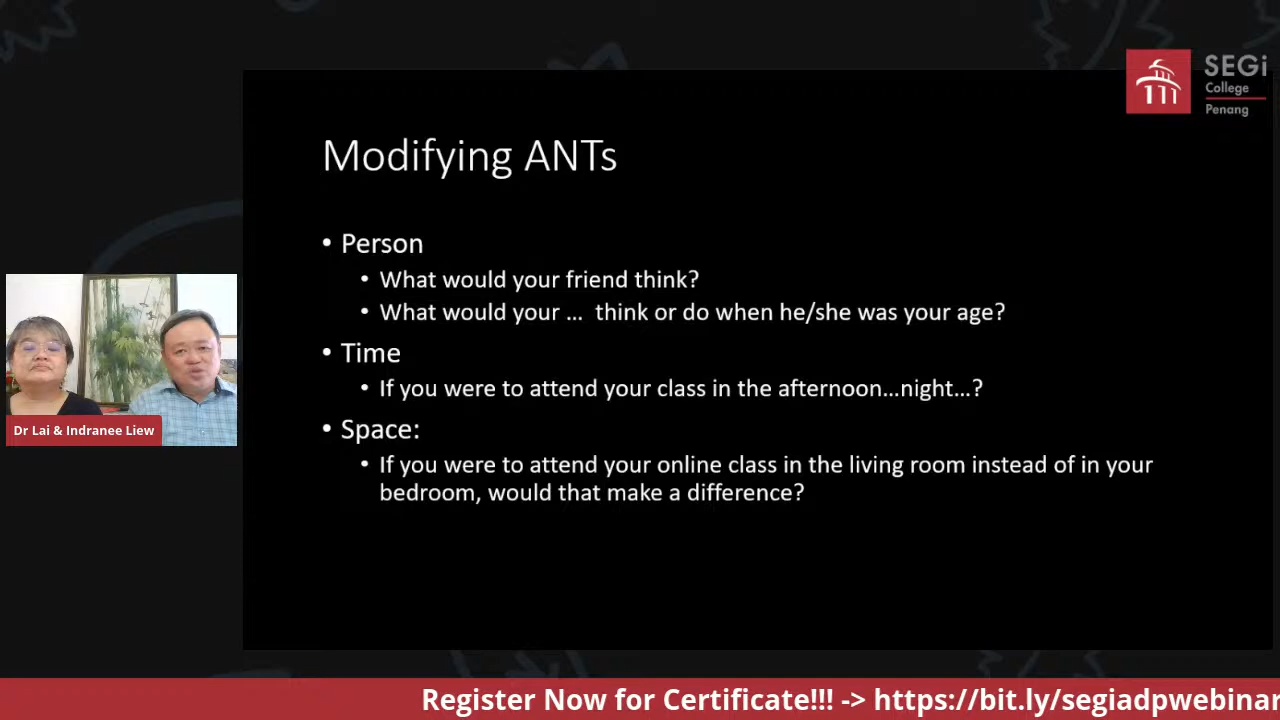 SEGi
College
Penang
Modifying ANTs
• Person
• What would your friend think?
• What would your … think or do when he/she was your age?
• Time
• If you were to attend your class in the afternoon…night…?
• Space:
• If you were to attend your online class in the living room instead of in your
bedroom, would that make a difference?
Dr Lai & Indranee Liew
Register Now for Certificate!!! -> https://bit.ly/segiadpwebinar